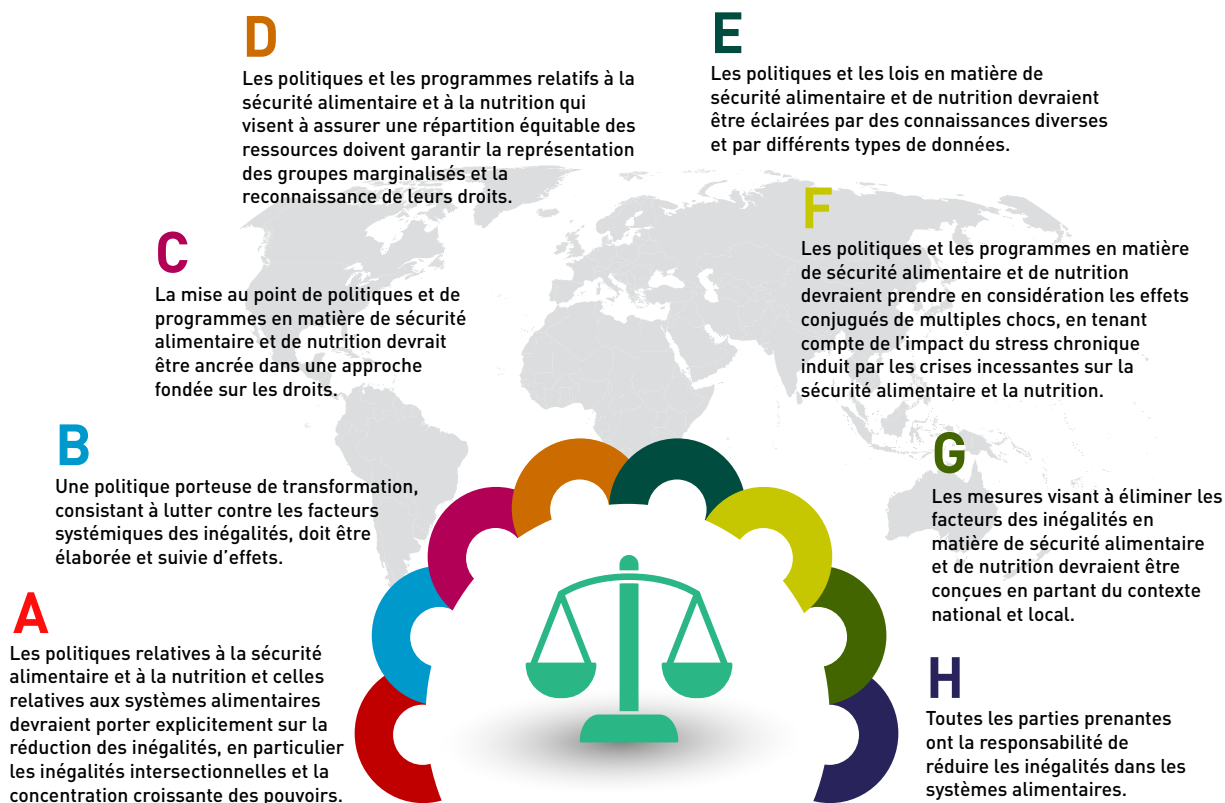 A
Les politiques relatives à la sécurité
alimentaire et à la nutrition et celles
relatives aux systèmes alimentaires
devraient porter explicitement sur la
réduction des inégalités, en particulier
les inégalités intersectionnelles et la
concentration croissante des pouvoirs.
B
Une politique porteuse de transformation,
consistant à lutter contre les facteurs
systémiques des inégalités, doit être
élaborée et suivie d’effets.
C
La mise au point de politiques et de
programmes en matière de sécurité
alimentaire et de nutrition devrait
être ancrée dans une approche
fondée sur les droits.
D
Les politiques et les programmes relatifs à la
sécurité alimentaire et à la nutrition qui
visent à assurer une répartition équitable des
ressources doivent garantir la représentation
des groupes marginalisés et la
reconnaissance de leurs droits.
E
Les politiques et les lois en matière de
sécurité alimentaire et de nutrition devraient
être éclairées par des connaissances diverses
et par différents types de données.
F
Les politiques et les programmes en matière
de sécurité alimentaire et de nutrition
devraient prendre en considération les effets
conjugués de multiples chocs, en tenant
compte de l’impact du stress chronique
induit par les crises incessantes sur la
sécurité alimentaire et la nutrition.
G
Les mesures visant à éliminer les
facteurs des inégalités en
matière de sécurité alimentaire
et de nutrition devraient être
conçues en partant du contexte
national et local.
H
Toutes les parties prenantes
ont la responsabilité de
réduire les inégalités dans les
systèmes alimentaires.